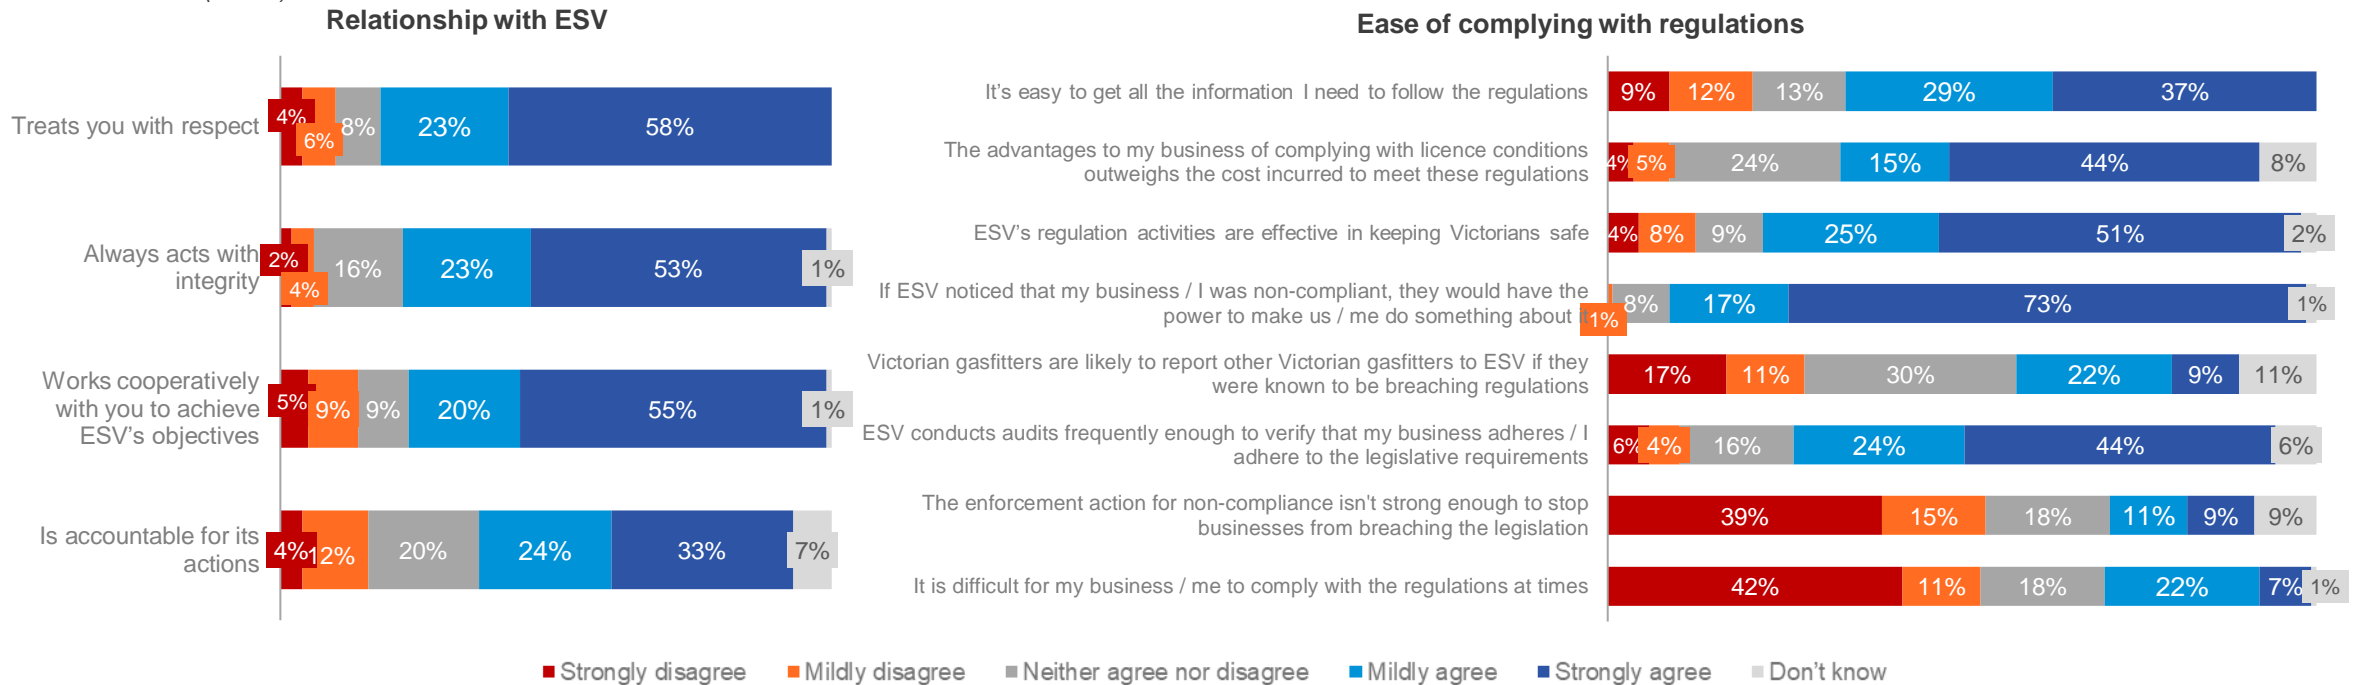 Relationship with ESV
Treats you with respect
4%
6%
8%
23%
58%
Always acts with
integrity
2%
4%
16%
23%
53%
1%
Works cooperatively
with you to achieve
ESV's objectives
5%
9%
9%
20%
55%
1%
Is accountable for its
actions
4%
12%
20%
24%
33%
7%
Ease of complying with regulations
It's easy to get all the information I need to follow the regulations
9%
12%
13%
29%
37%
The advantages to my business of complying with licence conditions
outweighs the cost incurred to meet these regulations
4%
5%
24%
15%
44%
8%
ESV's regulation activities are effective in keeping Victorians safe
4%
8%
9%
25%
51%
2%
If ESV noticed that my business / I was non-compliant, they would have the
power to make us / me do something about it
1%
8%
17%
73%
1%
Victorian gasfitters are likely to report other Victorian gasfitters to ESV if they
were known to be breaching regulations
17%
11%
30%
22%
9%
11%
ESV conducts audits frequently enough to verify that my business adheres / I
adhere to the legislative requirements
6%
4%
16%
24%
44%
6%
The enforcement action for non-compliance isn't strong enough to stop
businesses from breaching the legislation
39%
15%
18%
11%
9%
9%
It is difficult for my business / me to comply with the regulations at times
42%
11%
18%
22%
7%
1%
Strongly disagree
Mildly disagree
Neither agree nor disagree
Mildly agree
Strongly agree
Don't know